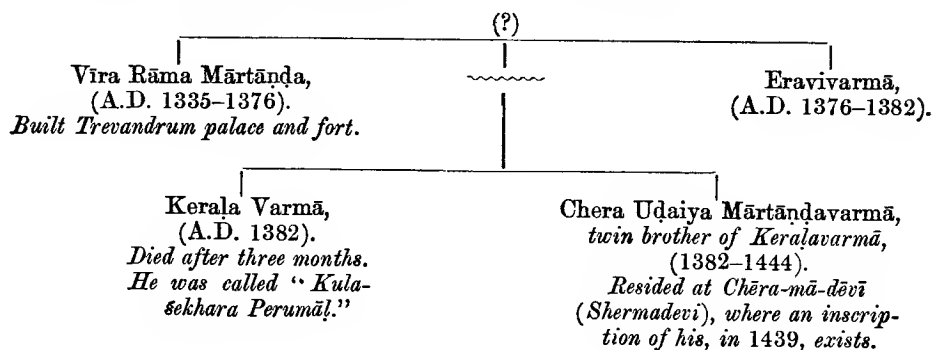 (?)
Vīra Rāma Mārtāṇḍa,
(A.D. 1335–1376).
Built Trevandrum palace and fort.
Eravivarmā,
(A.D. 1376–1382).
Keraḷa Varmā,
(A.D. 1382).
Died after three months.
He was called “Kula-
śekhara Perumāḷ.”
Chera Uḍaiya Mārtāṇḍavarmā,
twin brother of Keraḷavarmā,
(1382–1444).
Resided at Chēra-mā-dēvī
(Shermadevi), where an inscrip-
tion of his, in 1439, exists.